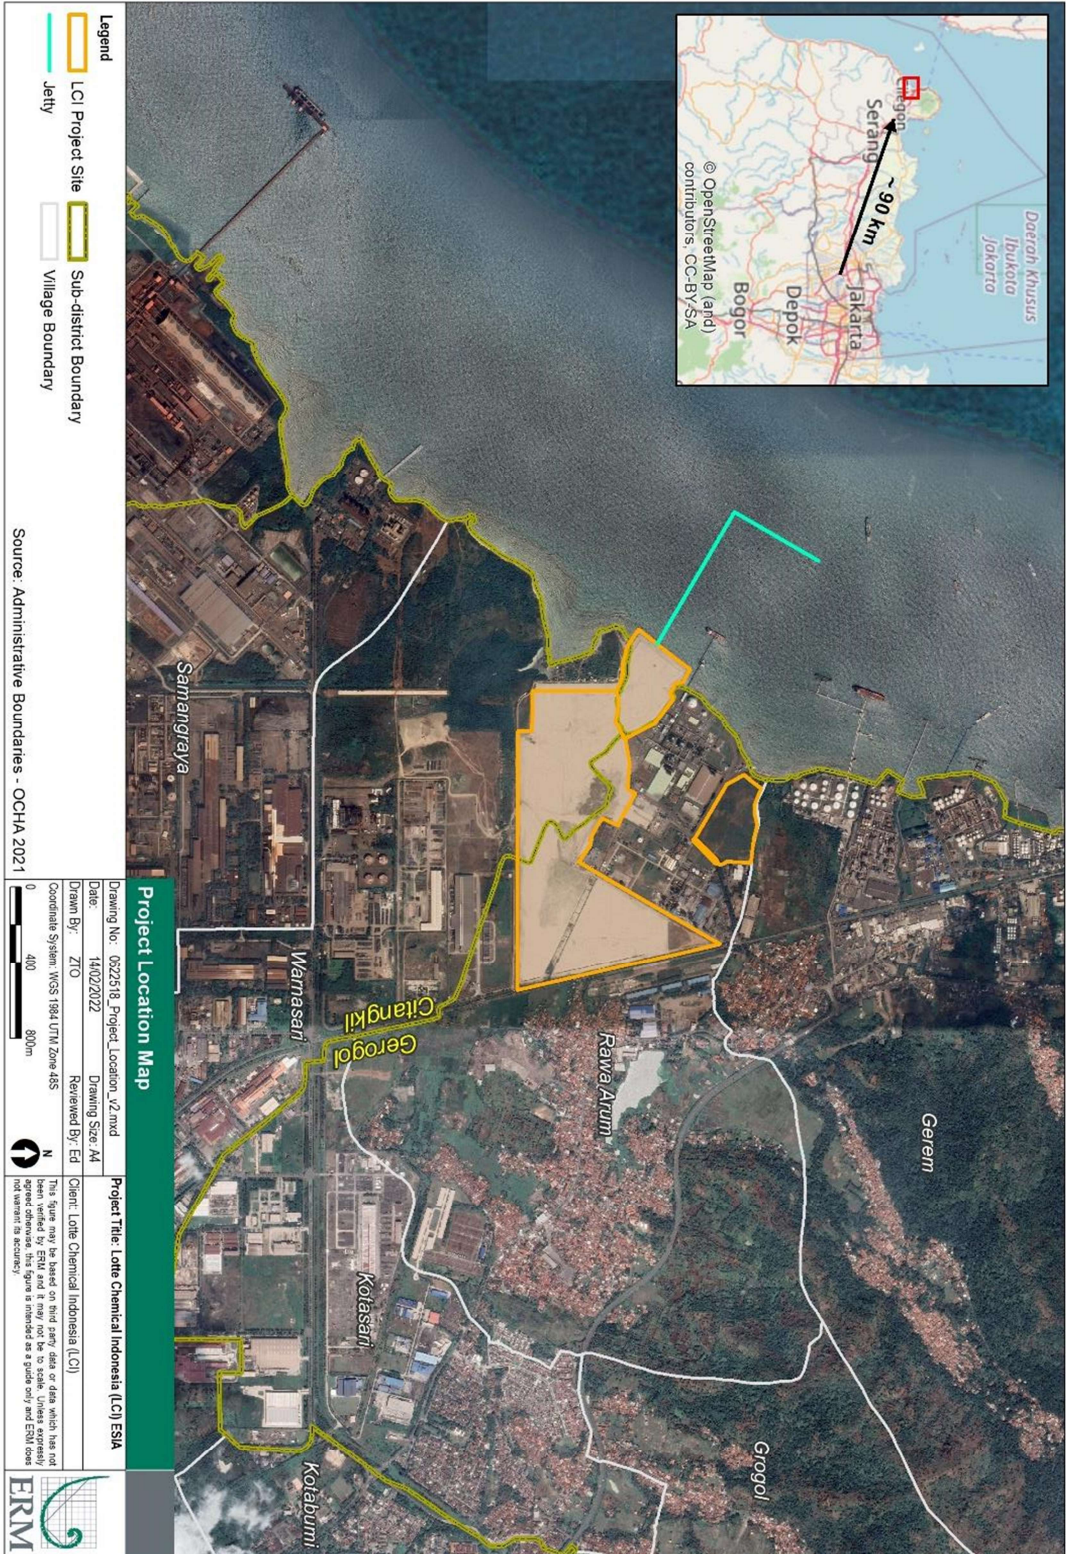 Daerah Khusus
Ibukota
Jakarta
Serang
~ 90 km
Jakarta
Depok
Bogor
© OpenStreetMap (and)
contributors, CC-BY-SA
Gerem
Grogol
Rawa Arum
Citangkil
Gerogol
Warnasari
Kotasari
Samangraya
Kotabumi
Legend
LCI Project Site
Jetty
Sub-district Boundary
Village Boundary
Source: Administrative Boundaries - OCHA 2021
Project Location Map
Drawing No: 0522518_Project_Location_v2.mxd
Date: 14/02/2022 Drawing Size: A4
Drawn By: ZTO Reviewed By: Ed
Coordinate System: WGS 1984 UTM Zone 48S
0 400 800m
N
Project Title: Lotte Chemical Indonesia (LCI) ESIA
Client: Lotte Chemical Indonesia (LCI)
This figure may be based on third party data or data which has not
been verified by ERM and it may not be to scale. Unless expressly
agreed otherwise, this figure is intended as a guide only and ERM does
not warrant its accuracy.
ERM